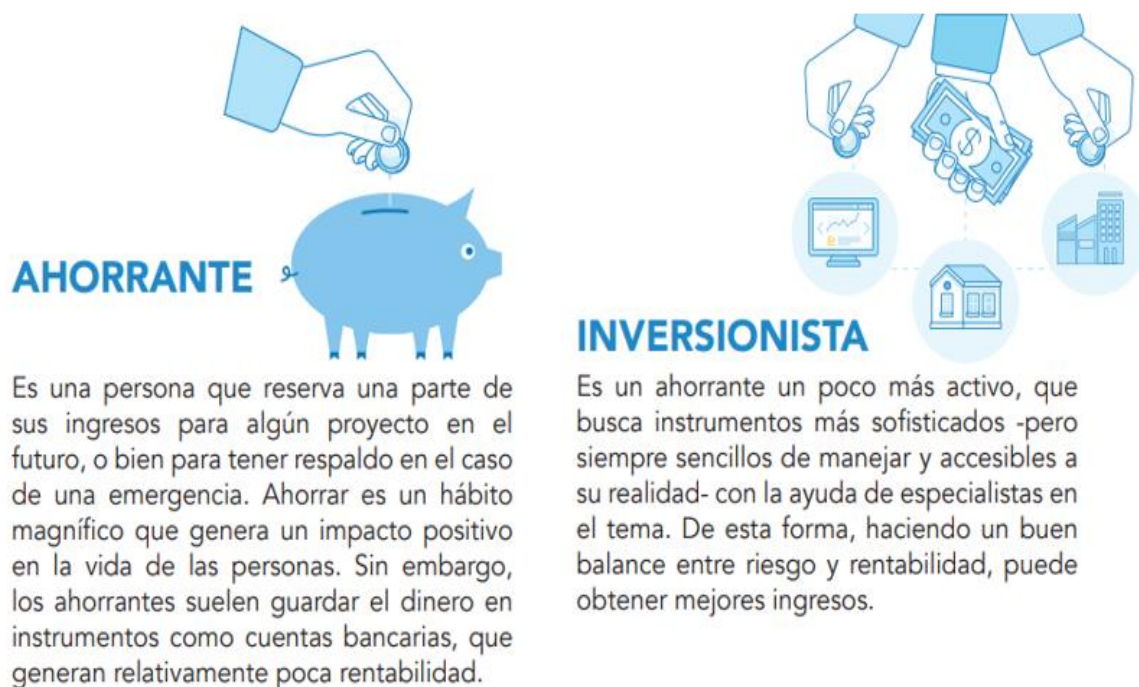 AHORRANTE
Es una persona que reserva una parte de
sus ingresos para algún proyecto en el
futuro, o bien para tener respaldo en el caso
de una emergencia. Ahorrar es un hábito
magnífico que genera un impacto positivo
en la vida de las personas. Sin embargo,
los ahorrantes suelen guardar el dinero en
instrumentos como cuentas bancarias, que
generan relativamente poca rentabilidad.
$
INVERSIONISTA
Es un ahorrante un poco más activo, que
busca instrumentos más sofisticados -pero
siempre sencillos de manejar y accesibles a
su realidad- con la ayuda de especialistas en
el tema. De esta forma, haciendo un buen
balance entre riesgo y rentabilidad, puede
obtener mejores ingresos.